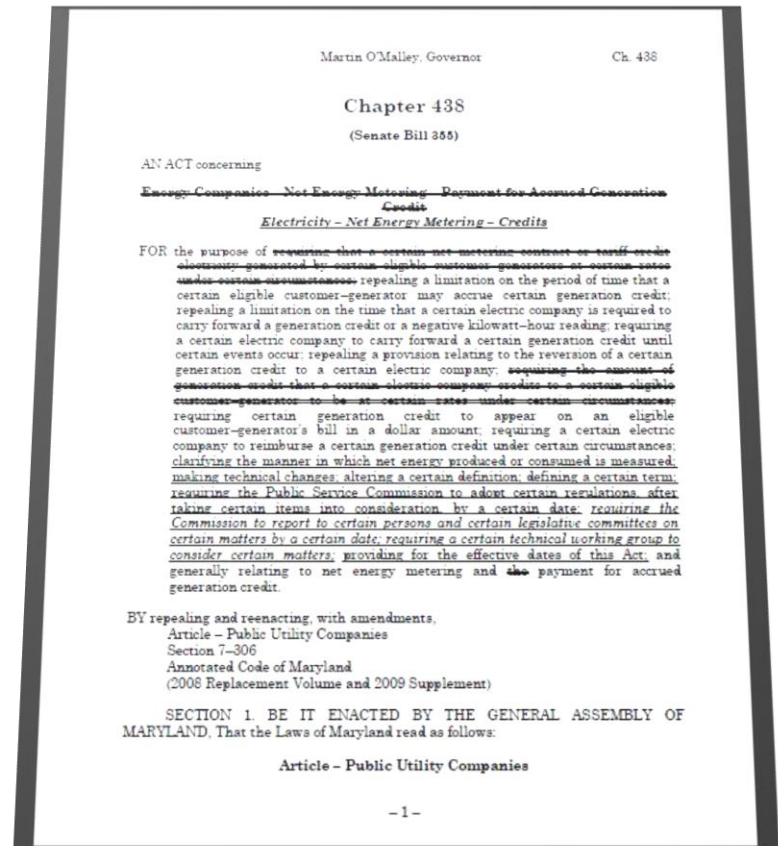 Martin O'Malley, Governor Ch. 438
Chapter 438
(Senate Bill 355)
AN ACT concerning
Energy Companies – Net Energy Metering – Payment for Accrued Generation
Credit
Electricity – Net Energy Metering – Credits
FOR the purpose of requiring that a certain net metering contract or tariff credit
electricity generated by certain eligible customer generators at certain rates
under certain circumstances; repealing a limitation on the period of time that a
certain eligible customer–generator may accrue certain generation credit;
repealing a limitation on the time that a certain electric company is required to
carry forward a generation credit or a negative kilowatt–hour reading; requiring
a certain electric company to carry forward a certain generation credit until
certain events occur; repealing a provision relating to the reversion of a certain
generation credit to a certain electric company; requiring the amount of
generation credit that a certain electric company credits to a certain eligible
customer–generator to be at certain rates under certain circumstances;
requiring certain generation credit to appear on an eligible
customer–generator's bill in a dollar amount; requiring a certain electric
company to reimburse a certain generation credit under certain circumstances;
clarifying the manner in which net energy produced or consumed is measured;
making technical changes; altering a certain definition; defining a certain term;
requiring the Public Service Commission to adopt certain regulations, after
taking certain items into consideration, by a certain date; requiring the
Commission to report to certain persons and certain legislative committees on
certain matters by a certain date; requiring a certain technical working group to
consider certain matters; providing for the effective dates of this Act; and
generally relating to net energy metering and the payment for accrued
generation credit.
BY repealing and reenacting, with amendments,
Article – Public Utility Companies
Section 7–306
Annotated Code of Maryland
(2008 Replacement Volume and 2009 Supplement)
SECTION 1. BE IT ENACTED BY THE GENERAL ASSEMBLY OF
MARYLAND, That the Laws of Maryland read as follows:
Article – Public Utility Companies
– 1 –